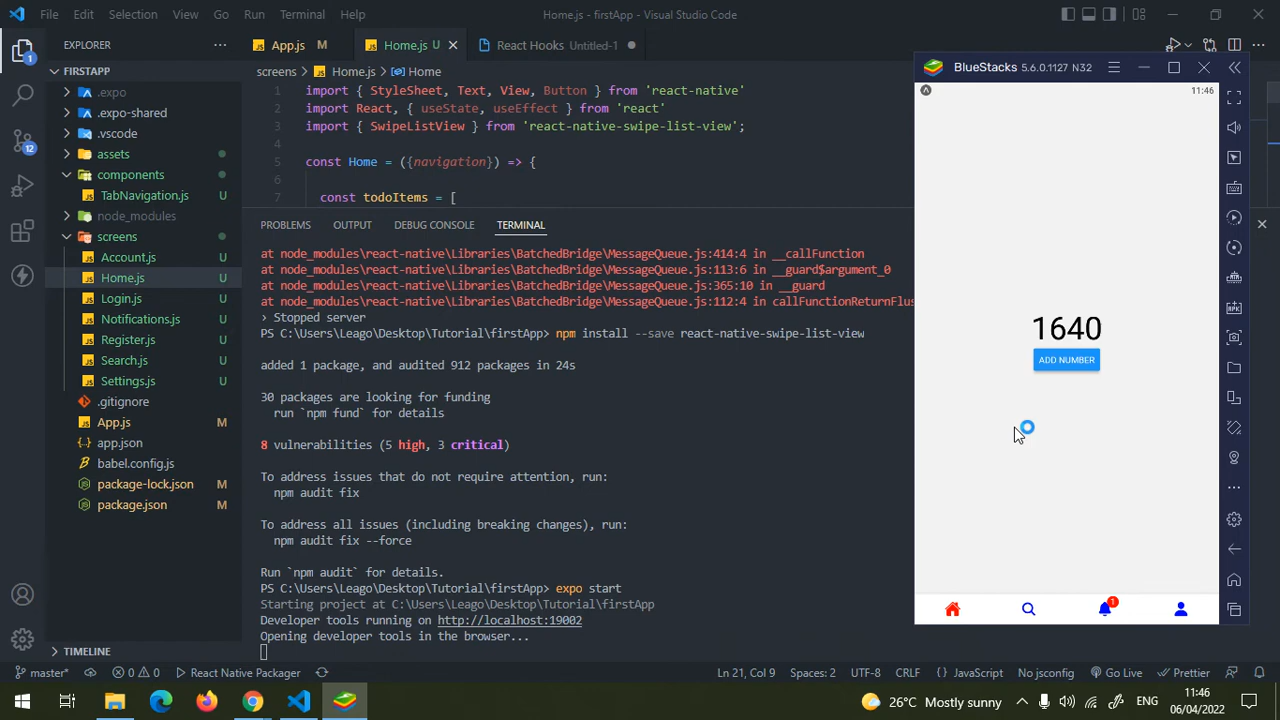 File Edit Selection View Go Run Terminal Help
Home.js - firstApp - Visual Studio Code
EXPLORER
App.js M
Home.js U
React Hooks Untitled-1
FIRSTAPP
.expo
.expo-shared
.vscode
assets
components
TabNavigation.js U
node_modules
screens
Account.js U
Home.js U
Login.js U
Notifications.js U
Register.js U
Search.js U
Settings.js U
.gitignore
App.js M
app.json
babel.config.js
package-lock.json M
package.json M
TIMELINE
screens Home.js Home
1 import { StyleSheet, Text, View, Button } from 'react-native'
2 import React, { useState, useEffect } from 'react'
3 import { SwipeListView } from 'react-native-swipe-list-view';
4
5 const Home = ({navigation}) => {
6
7 const todoItems = [
PROBLEMS OUTPUT DEBUG CONSOLE TERMINAL
at node_modules\react-native\Libraries\BatchedBridge\MessageQueue.js:414:4 in __callFunction
at node_modules\react-native\Libraries\BatchedBridge\MessageQueue.js:113:6 in __guard$argument_0
at node_modules\react-native\Libraries\BatchedBridge\MessageQueue.js:365:10 in __guard
at node_modules\react-native\Libraries\BatchedBridge\MessageQueue.js:112:4 in callFunctionReturnFlus
› Stopped server
PS C:\Users\Leago\Desktop\Tutorial\firstApp> npm install --save react-native-swipe-list-view
added 1 package, and audited 912 packages in 24s
30 packages are looking for funding
run `npm fund` for details
8 vulnerabilities (5 high, 3 critical)
To address issues that do not require attention, run:
npm audit fix
To address all issues (including breaking changes), run:
npm audit fix --force
Run `npm audit` for details.
PS C:\Users\Leago\Desktop\Tutorial\firstApp> expo start
Starting project at C:\Users\Leago\Desktop\Tutorial\firstApp
Developer tools running on http://localhost:19002
Opening developer tools in the browser...
BlueStacks 5.6.0.1127 N32
11:46
1640
ADD NUMBER
1
1
12
master* 0 0 React Native Packager
Ln 21, Col 9 Spaces: 2 UTF-8 CRLF No jsconfig Go Live Prettier
26°C Mostly sunny
ENG
11:46
06/04/2022